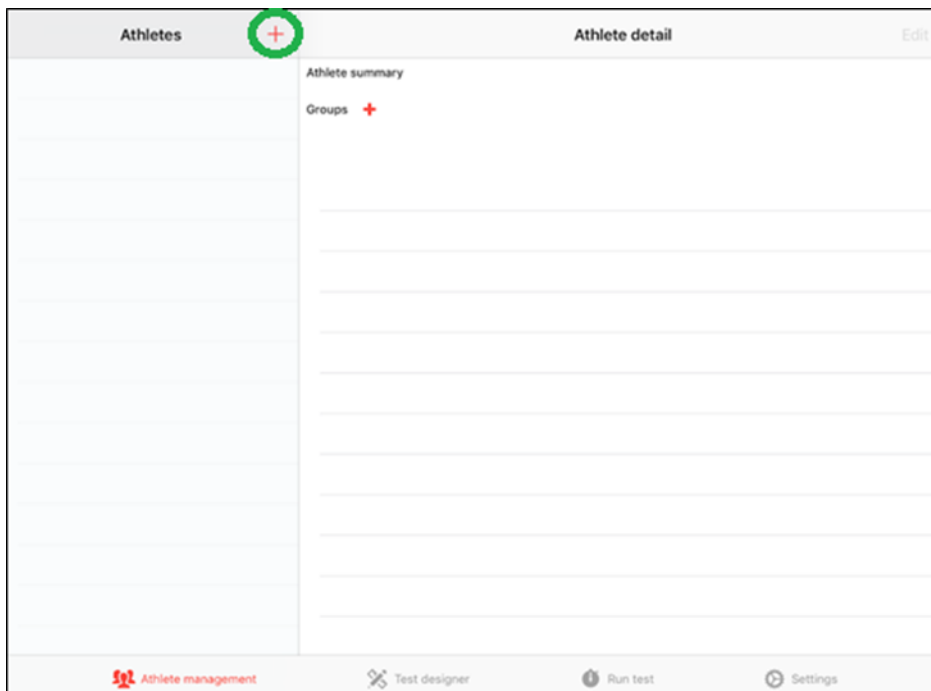 Athletes
Athlete detail
Edit
Athlete summary
Groups
Athlete management
Test designer
Run test
Settings